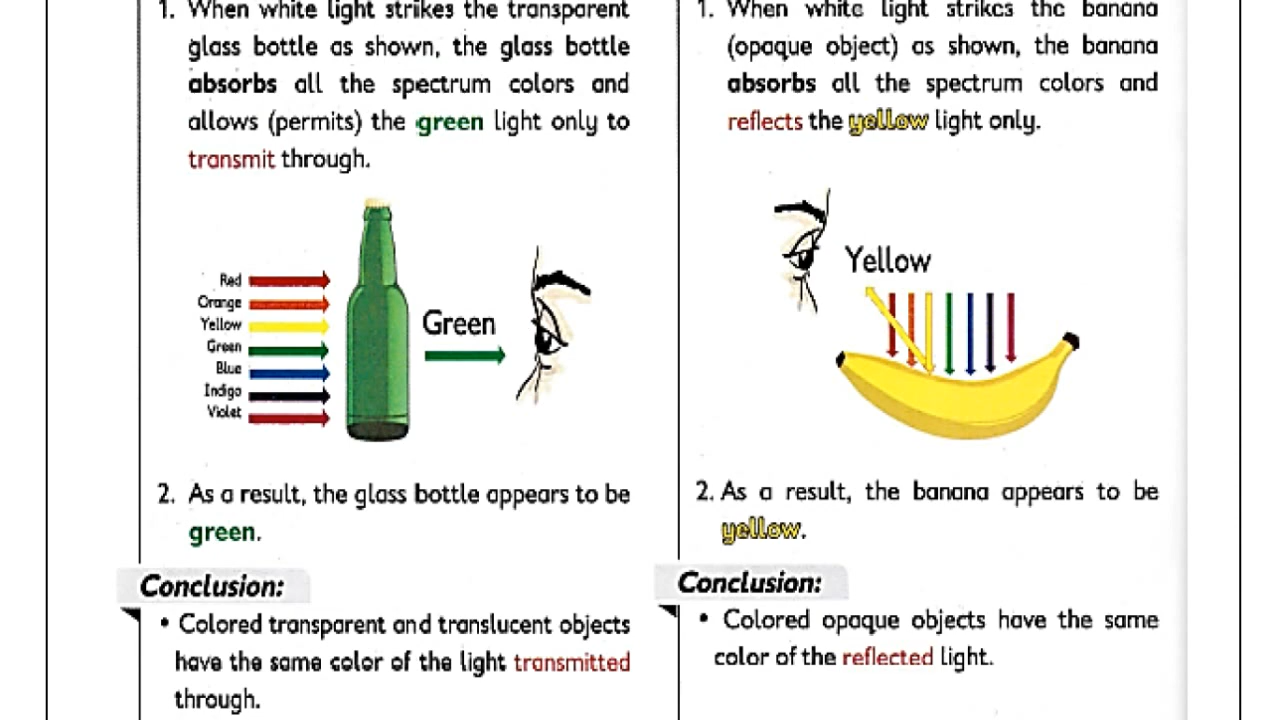 1. When white light strikes the transparent
glass bottle as shown, the glass bottle
absorbs all the spectrum colors and
allows (permits) the green light only to
transmit through.
Red
Orange
Yellow
Green
Blue
Indigo
Violet
Green
2. As a result, the glass bottle appears to be
green.
Conclusion:
• Colored transparent and translucent objects
have the same color of the light transmitted
through.
1. When white light strikes the banana
(opaque object) as shown, the banana
absorbs all the spectrum colors and
reflects the yellow light only.
Yellow
2. As a result, the banana appears to be
yellow.
Conclusion:
• Colored opaque objects have the same
color of the reflected light.